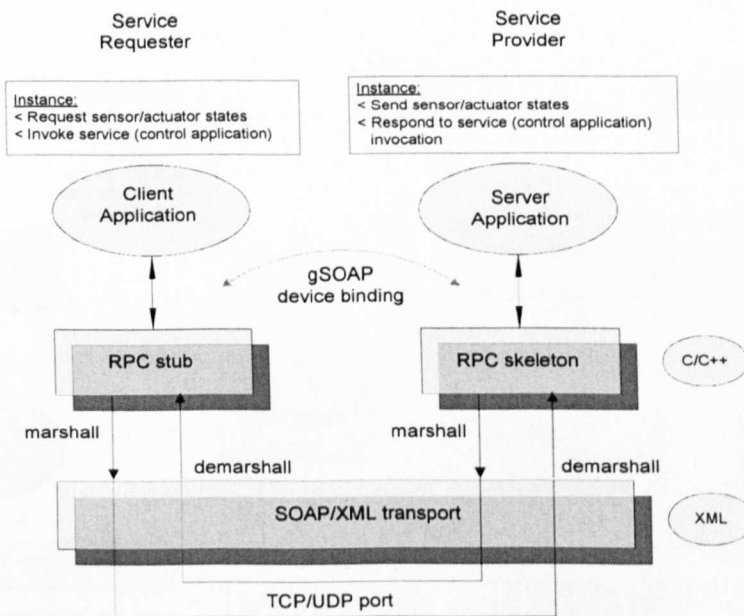 Service
Requester
Service
Provider
Instance:
< Request sensor/actuator states
< Invoke service (control application)
Instance:
< Send sensor/actuator states
< Respond to service (control application)
invocation
Client
Application
Server
Application
gSOAP
device binding
RPC stub
RPC skeleton
C/C++
marshall
demarshall
marshall
demarshall
SOAP/XML transport
XML
TCP/UDP port